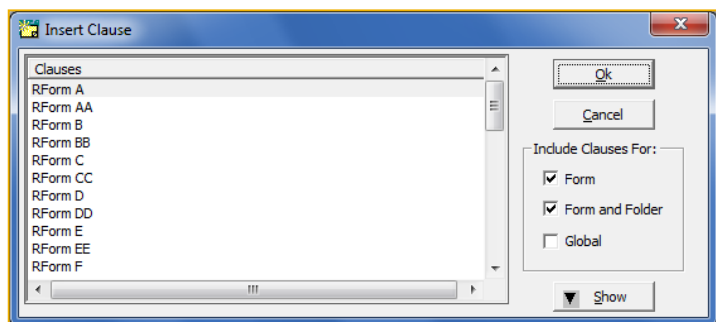 Insert Clause
Clauses
RForm A
RForm AA
RForm B
RForm BB
RForm C
RForm CC
RForm D
RForm DD
RForm E
RForm EE
RForm F
Ok
Cancel
Include Clauses For:
Form
Form and Folder
Global
Show